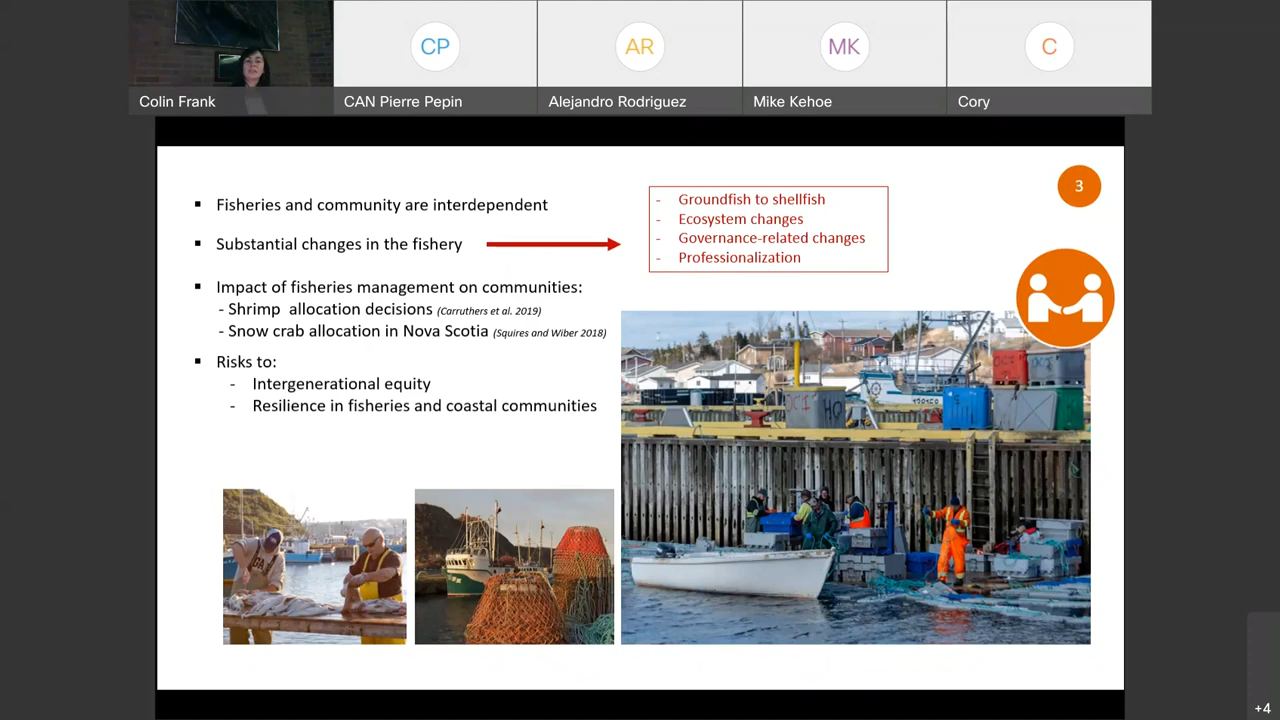 CP
AR
MK
C
Colin Frank
CAN Pierre Pepin
Alejandro Rodriguez
Mike Kehoe
Cory
3
▪ Fisheries and community are interdependent
▪ Substantial changes in the fishery
- Groundfish to shellfish
- Ecosystem changes
- Governance-related changes
- Professionalization
▪ Impact of fisheries management on communities:
- Shrimp allocation decisions (Carruthers et al. 2019)
- Snow crab allocation in Nova Scotia (Squires and Wiber 2018)
▪ Risks to:
- Intergenerational equity
- Resilience in fisheries and coastal communities
OCI
HQ
+4